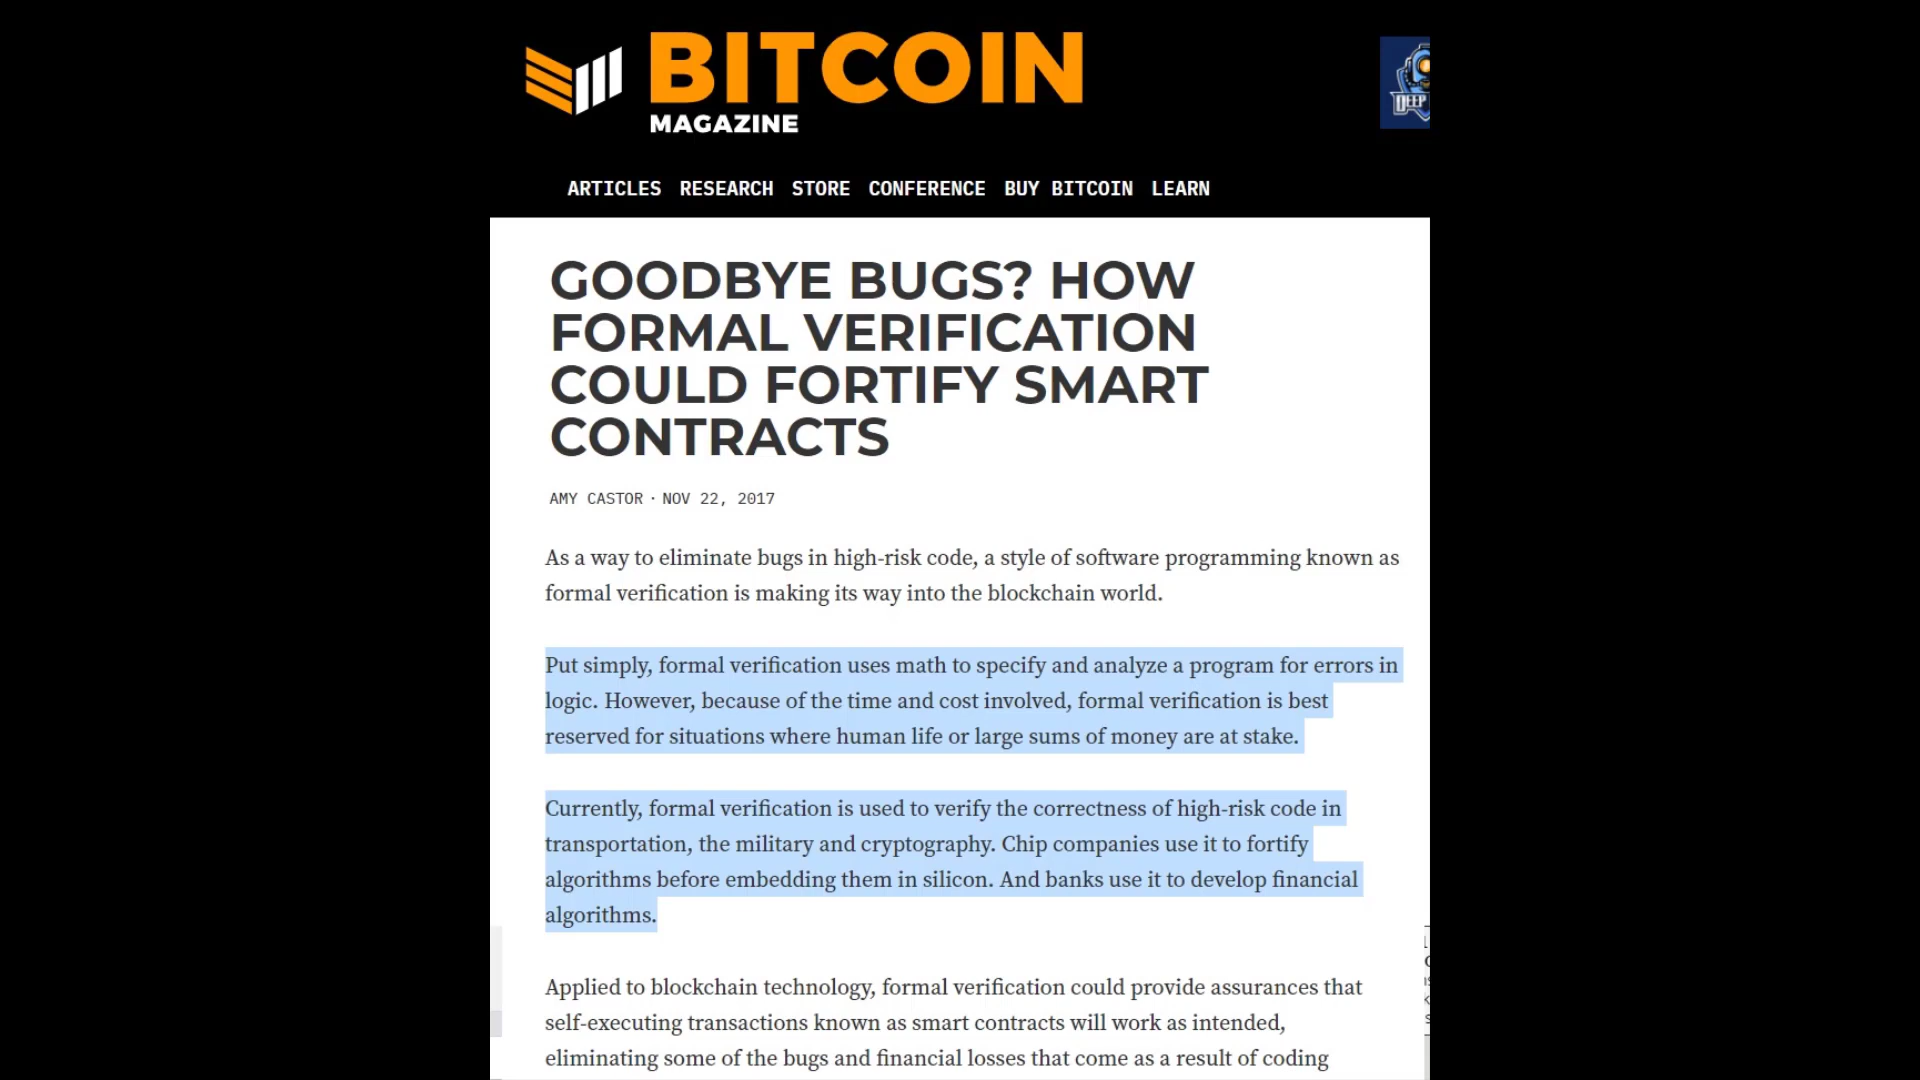 BITCOIN
MAGAZINE
DEEP
ARTICLES RESEARCH STORE CONFERENCE BUY BITCOIN LEARN
GOODBYE BUGS? HOW
FORMAL VERIFICATION
COULD FORTIFY SMART
CONTRACTS
AMY CASTOR · NOV 22, 2017
As a way to eliminate bugs in high-risk code, a style of software programming known as
formal verification is making its way into the blockchain world.
Put simply, formal verification uses math to specify and analyze a program for errors in
logic. However, because of the time and cost involved, formal verification is best
reserved for situations where human life or large sums of money are at stake.
Currently, formal verification is used to verify the correctness of high-risk code in
transportation, the military and cryptography. Chip companies use it to fortify
algorithms before embedding them in silicon. And banks use it to develop financial
algorithms.
Applied to blockchain technology, formal verification could provide assurances that
self-executing transactions known as smart contracts will work as intended,
eliminating some of the bugs and financial losses that come as a result of coding